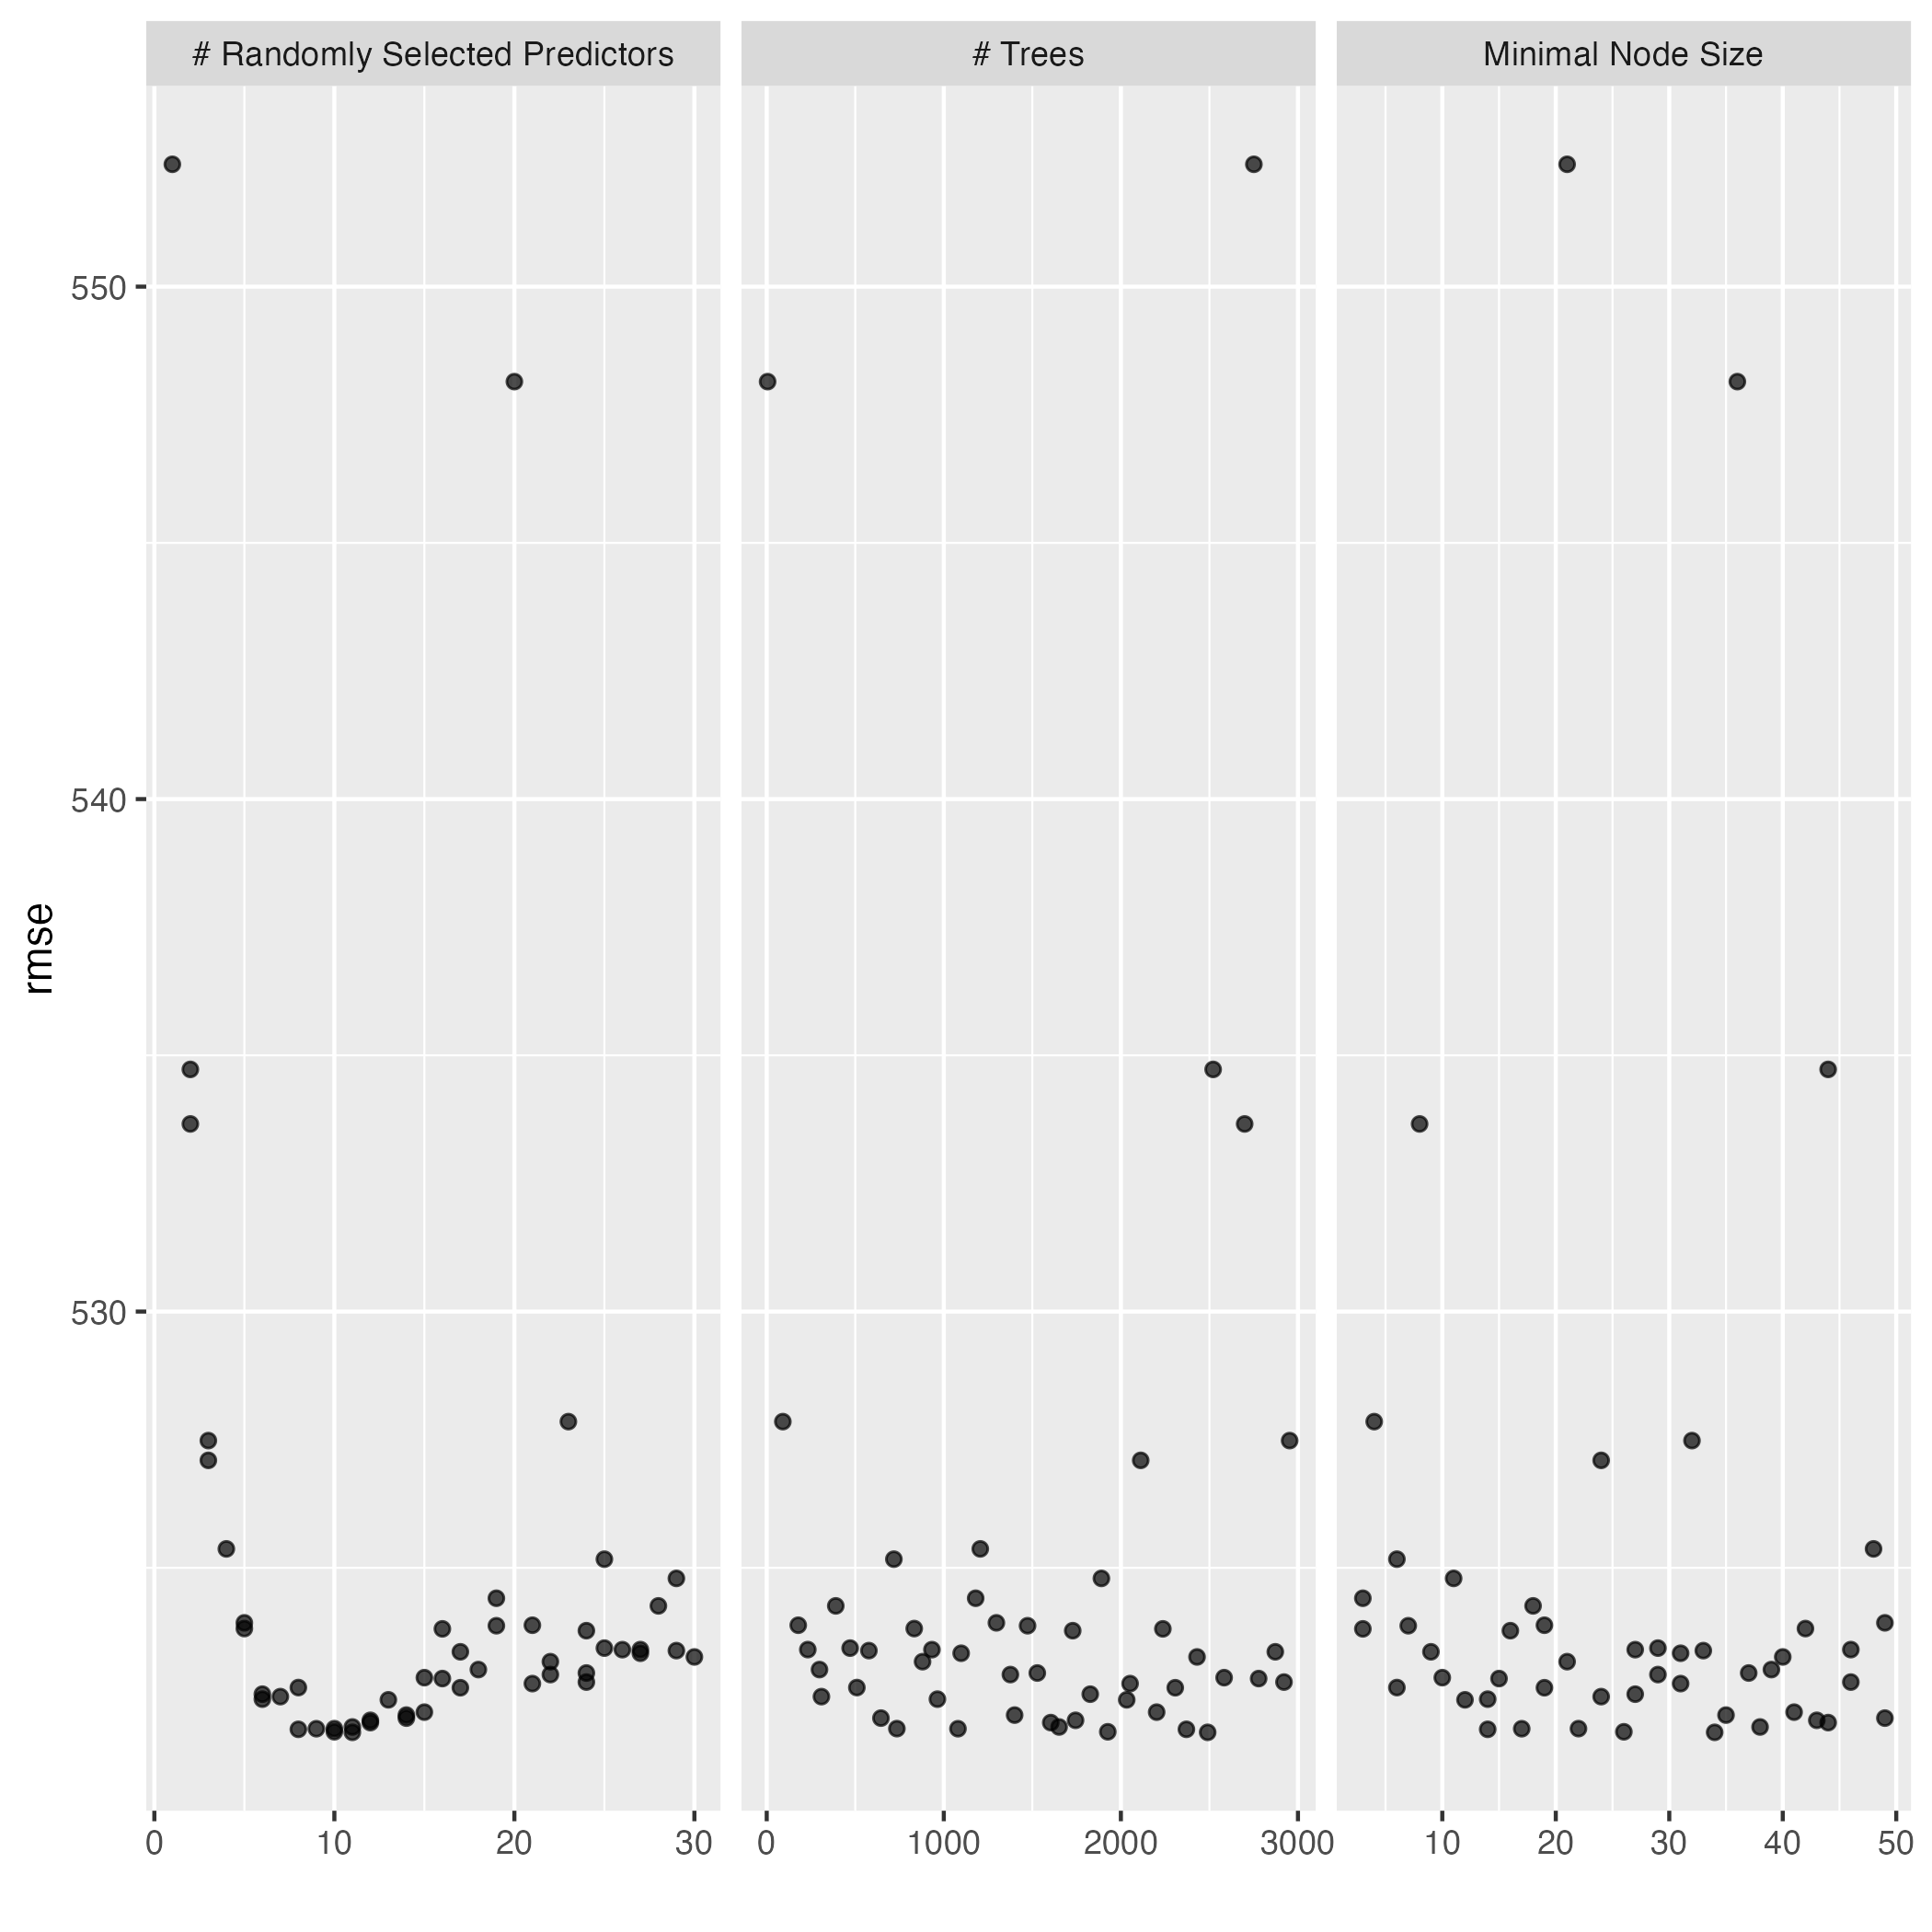 # Randomly Selected Predictors
# Trees
Minimal Node Size
rmse
550
540
530
0 10 20 30
0 1000 2000 3000
10 20 30 40 50